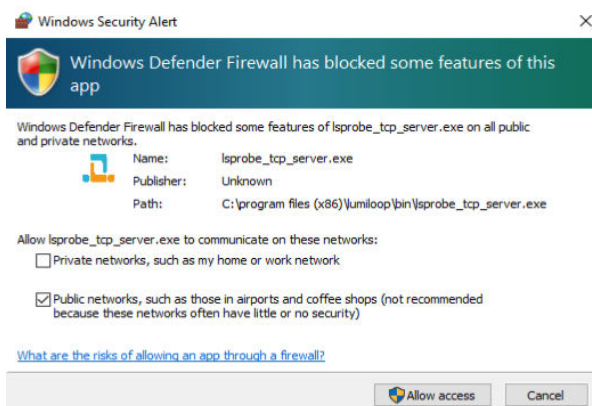 Windows Security Alert
Windows Defender Firewall has blocked some features of this
app
Windows Defender Firewall has blocked some features of lsprobe_tcp_server.exe on all public
and private networks.
Name: lsprobe_tcp_server.exe
Publisher: Unknown
Path: C:\program files (x86)\lumiloop\bin\lsprobe_tcp_server.exe
Allow lsprobe_tcp_server.exe to communicate on these networks:
Private networks, such as my home or work network
Public networks, such as those in airports and coffee shops (not recommended
because these networks often have little or no security)
What are the risks of allowing an app through a firewall?
Allow access Cancel